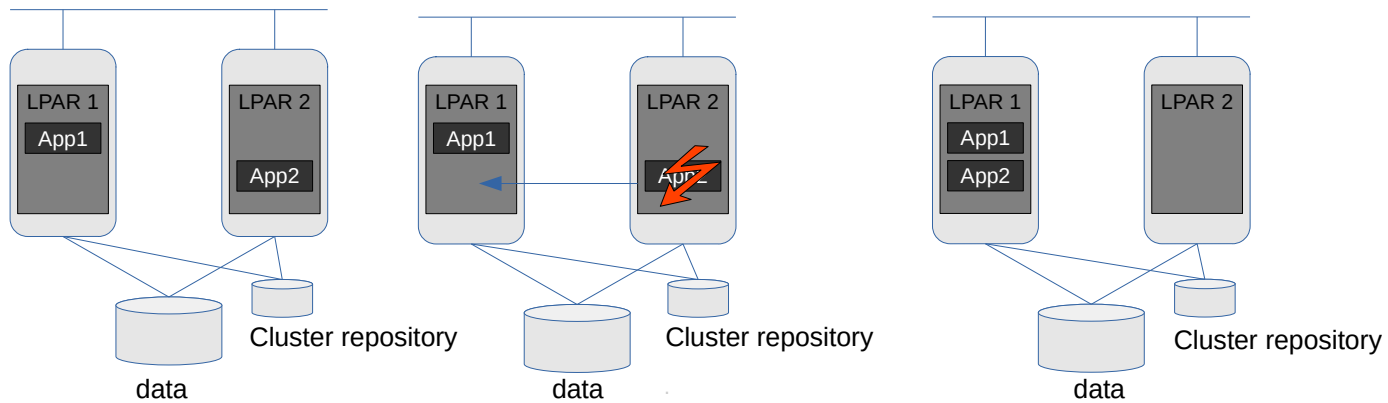 LPAR 1
App1
LPAR 2
App2
Cluster repository
data
LPAR 1
App1
LPAR 2
App2
Cluster repository
data
LPAR 1
App1
App2
LPAR 2
Cluster repository
data